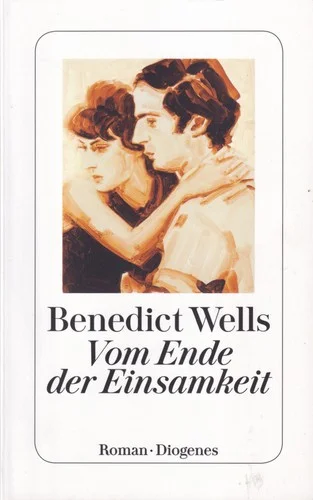 Benedict Wells
Vom Ende
der Einsamkeit
Roman · Diogenes